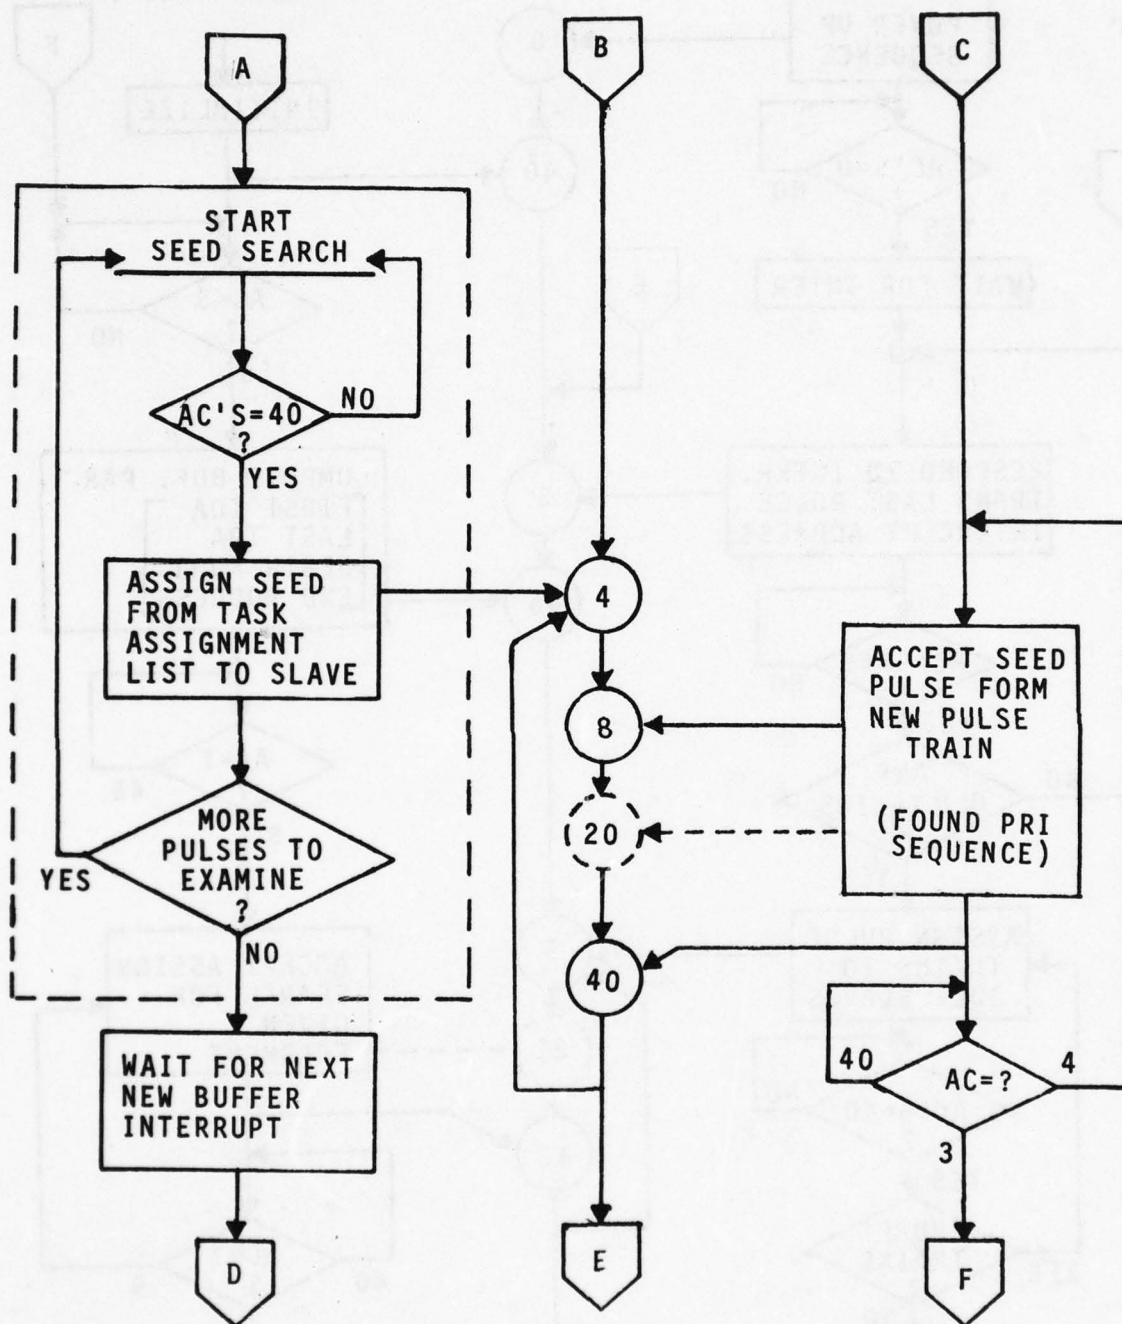 A
B
C
START
SEED SEARCH
AC'S=40
?
NO
YES
ASSIGN SEED
FROM TASK
ASSIGNMENT
LIST TO SLAVE
4
8
20
40
ACCEPT SEED
PULSE FORM
NEW PULSE
TRAIN
(FOUND PRI
SEQUENCE)
MORE
PULSES TO
EXAMINE
?
YES
NO
WAIT FOR NEXT
NEW BUFFER
INTERRUPT
40
AC=?
4
3
D
E
F